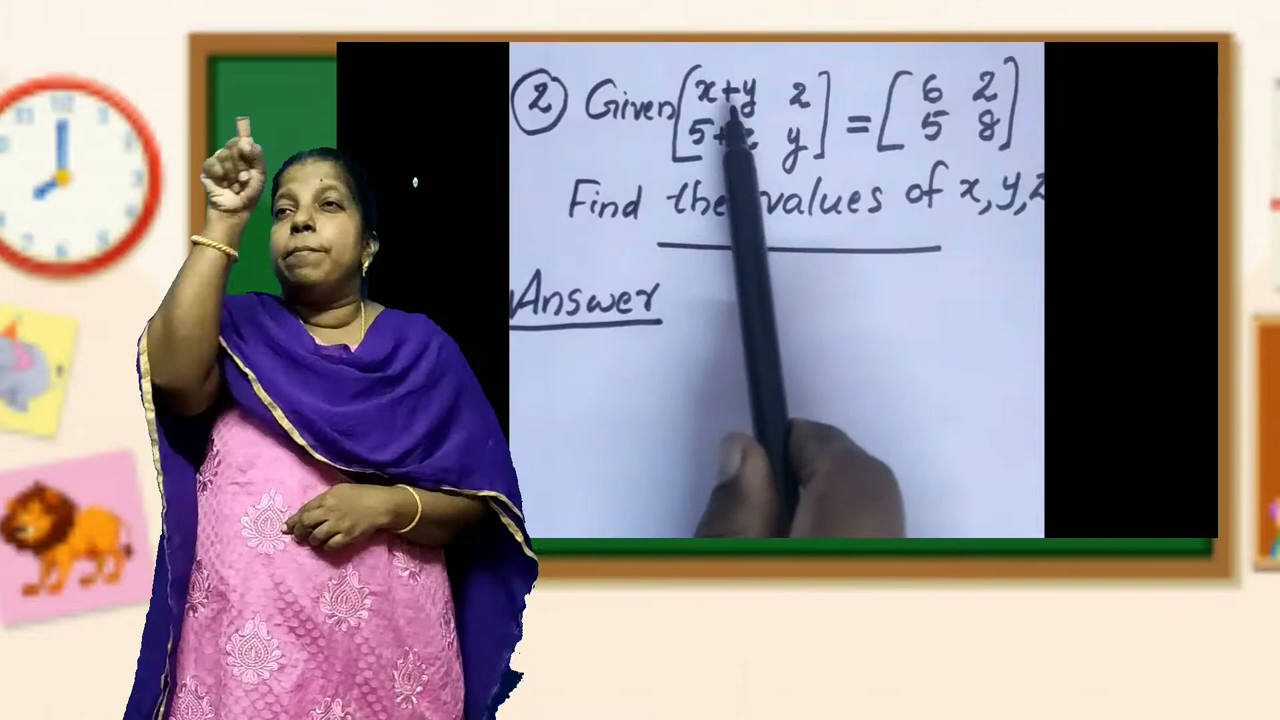 ② Given [x+y 2
5+z y] = [6 2
5 8]
Find the values of x, y, z
Answer